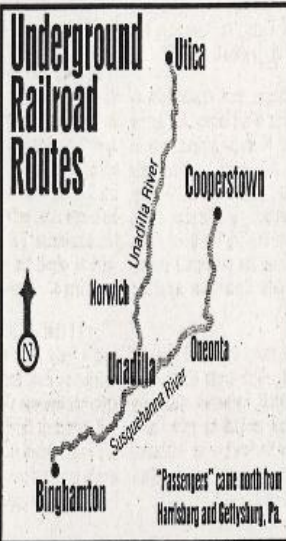 Underground
Railroad
Routes
Utica
Cooperstown
Unadilla River
Norwich
N
Unadilla
Oneonta
Susquehanna River
Binghamton
"Passengers" came north from
Harrisburg and Gettysburg, Pa.